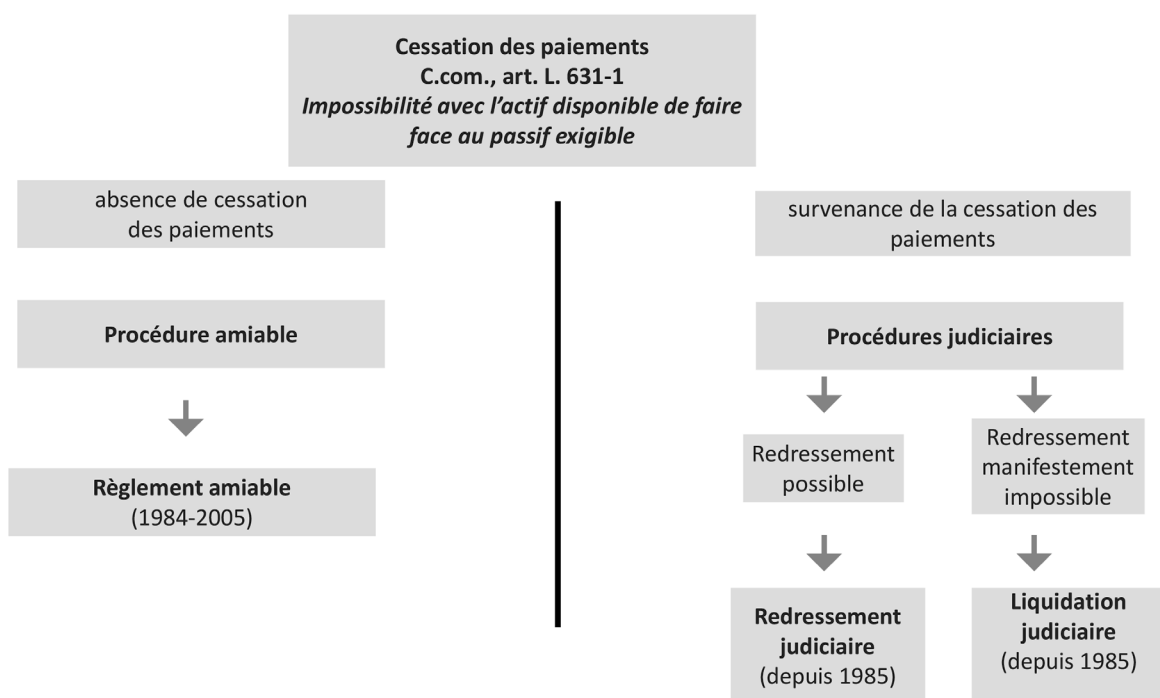 Cessation des paiements
C.com., art. L. 631-1
Impossibilité avec l’actif disponible de faire
face au passif exigible
absence de cessation
des paiements
survenance de la cessation des
paiements
Procédure amiable
Procédures judiciaires
Redressement
possible
Redressement
manifestement
impossible
Règlement amiable
(1984-2005)
Redressement
judiciaire
(depuis 1985)
Liquidation
judiciaire
(depuis 1985)